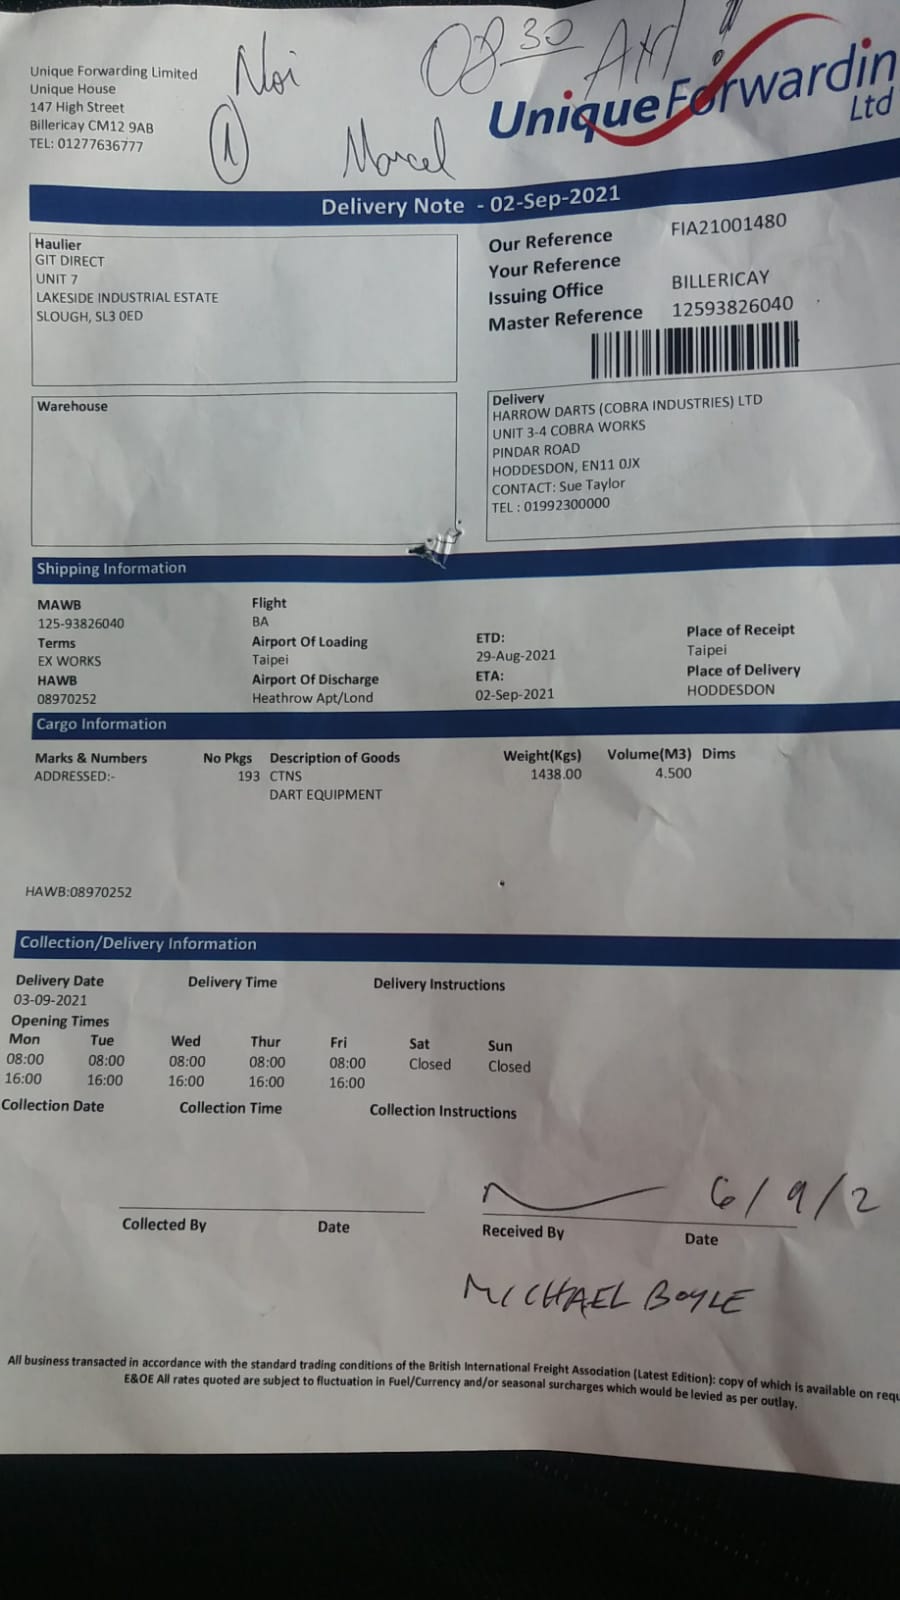 Noi
08 30 AM !
1
Marcel
Unique Forwarding Limited
Unique House
147 High Street
Billericay CM12 9AB
TEL: 01277636777
UniqueForwardin
Ltd
Delivery Note - 02-Sep-2021
Haulier
GIT DIRECT
UNIT 7
LAKESIDE INDUSTRIAL ESTATE
SLOUGH, SL3 0ED
Our Reference FIA21001480
Your Reference
Issuing Office BILLERICAY
Master Reference 12593826040
Warehouse
Delivery
HARROW DARTS (COBRA INDUSTRIES) LTD
UNIT 3-4 COBRA WORKS
PINDAR ROAD
HODDESDON, EN11 0JX
CONTACT: Sue Taylor
TEL : 01992300000
Shipping Information
MAWB Flight
125-93826040 BA
Terms Airport Of Loading ETD: Place of Receipt
EX WORKS Taipei 29-Aug-2021 Taipei
HAWB Airport Of Discharge ETA: Place of Delivery
08970252 Heathrow Apt/Lond 02-Sep-2021 HODDESDON
Cargo Information
Marks & Numbers No Pkgs Description of Goods Weight(Kgs) Volume(M3) Dims
ADDRESSED:- 193 CTNS 1438.00 4.500
DART EQUIPMENT
HAWB:08970252
Collection/Delivery Information
Delivery Date Delivery Time Delivery Instructions
03-09-2021
Opening Times
Mon Tue Wed Thur Fri Sat Sun
08:00 08:00 08:00 08:00 08:00 Closed Closed
16:00 16:00 16:00 16:00 16:00
Collection Date Collection Time Collection Instructions
6/9/2
Collected By Date Received By Date
MICHAEL BOYLE
All business transacted in accordance with the standard trading conditions of the British International Freight Association (Latest Edition): copy of which is available on requ
E&OE All rates quoted are subject to fluctuation in Fuel/Currency and/or seasonal surcharges which would be levied as per outlay.